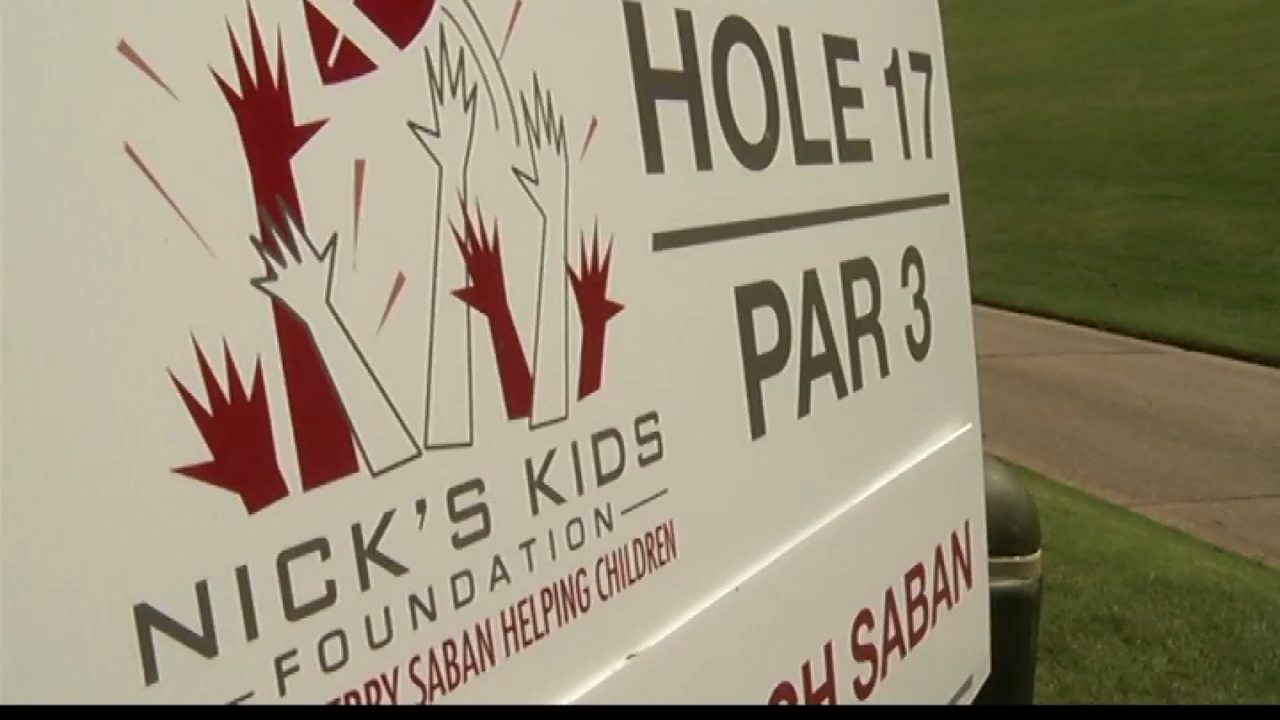 HOLE 17
PAR 3
NICK'S KIDS
FOUNDATION
SABAN HELPING CHILDREN
SABAN